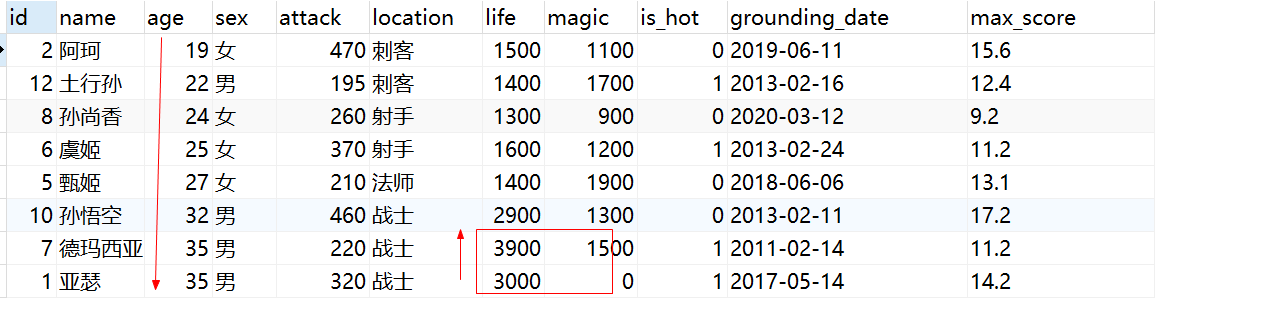 id name age sex attack location life magic is_hot grounding_date max_score
2 阿珂 19 女 470 刺客 1500 1100 0 2019-06-11 15.6
12 土行孙 22 男 195 刺客 1400 1700 1 2013-02-16 12.4
8 孙尚香 24 女 260 射手 1300 900 0 2020-03-12 9.2
6 虞姬 25 女 370 射手 1600 1200 1 2013-02-24 11.2
5 甄姬 27 女 210 法师 1400 1900 0 2018-06-06 13.1
10 孙悟空 32 男 460 战士 2900 1300 0 2013-02-11 17.2
7 德玛西亚 35 男 220 战士 3900 1500 1 2011-02-14 11.2
1 亚瑟 35 男 320 战士 3000 0 1 2017-05-14 14.2